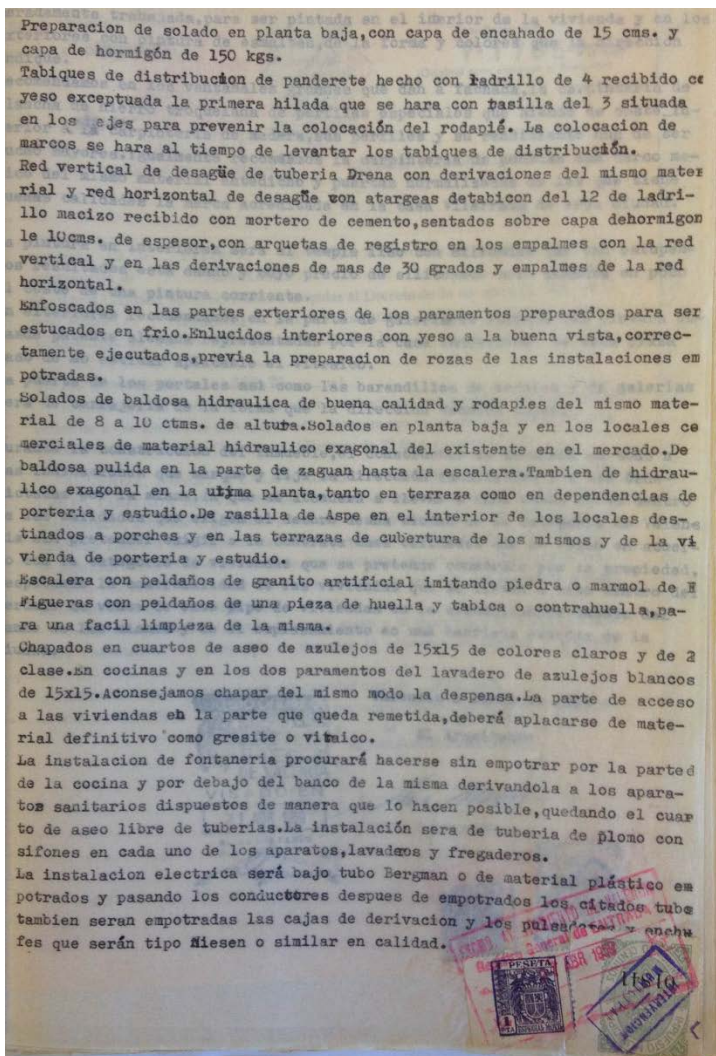 Preparacion de solado en planta baja,con capa de encahado de 15 cms. y
capa de hormigón de 150 kgs.
Tabiques de distribucion de panderete hecho con ladrillo de 4 recibido co
yeso exceptuada la primera hilada que se hara con rasilla del 3 situada
en los ejes para prevenir la colocación del rodapié. La colocacion de
marcos se hara al tiempo de levantar los tabiques de distribución.
Red vertical de desagüe de tuberia Drena con derivaciones del mismo mate
rial y red horizontal de desagüe con atargeas detabicon del 12 de ladri-
llo macizo recibido con mortero de cemento,sentados sobre capa dehormigon
de 10cms. de espesor,con arquetas de registro en los empalmes con la red
vertical y en las derivaciones de mas de 30 grados y empalmes de la red
horizontal.
Enfoscados en las partes exteriores de los paramentos preparados para ser
estucados en frio.Enlucidos interiores con yeso a la buena vista,correc-
tamente ejecutados,previa la preparacion de rozas de las instalaciones em
potradas.
Solados de baldosa hidraulica de buena calidad y rodapies del mismo mate-
rial de 8 a 10 ctms. de altura.Solados en planta baja y en los locales co
merciales de material hidraulico exagonal del existente en el mercado.De
baldosa pulida en la parte de zaguan hasta la escalera.Tambien de hidrau-
lico exagonal en la utima planta,tanto en terraza como en dependencias de
porteria y estudio.De rasilla de Aspe en el interior de los locales des-
tinados a porches y en las terrazas de cubertura de los mismos y de la vi
vienda de porteria y estudio.
Escalera con peldaños de granito artificial imitando piedra o marmol de F
Figueras con peldaños de una pieza de huella y tabica o contrahuella,pa-
ra una facil limpieza de la misma.
Chapados en cuartos de aseo de azulejos de 15x15 de colores claros y de 2
clase.En cocinas y en los dos paramentos del lavadero de azulejos blancos
de 15x15.Aconsejamos chapar del mismo modo la despensa.La parte de acceso
a las viviendas en la parte que queda remetida,deberá aplacarse de mate-
rial definitivo como gresite o vitraico.
La instalacion de fontaneria procurará hacerse sin empotrar por la parted
de la cocina y por debajo del banco de la misma derivandola a los apara-
tos sanitarios dispuestos de manera que lo hacen posible,quedando el cuar
to de aseo libre de tuberias.La instalación sera de tuberia de plomo con
sifones en cada uno de los aparatos,lavaderos y fregaderos.
La instalacion electrica será bajo tubo Bergman o de material plástico em
potrados y pasando los conductores despues de empotrados los citados tubo
tambien seran empotradas las cajas de derivacion y los pulsadores y enchu
fes que serán tipo Niesen o similar en calidad.
General de ENTRADA
ABR
1 PESETA
1 PTA
INTERVENCION